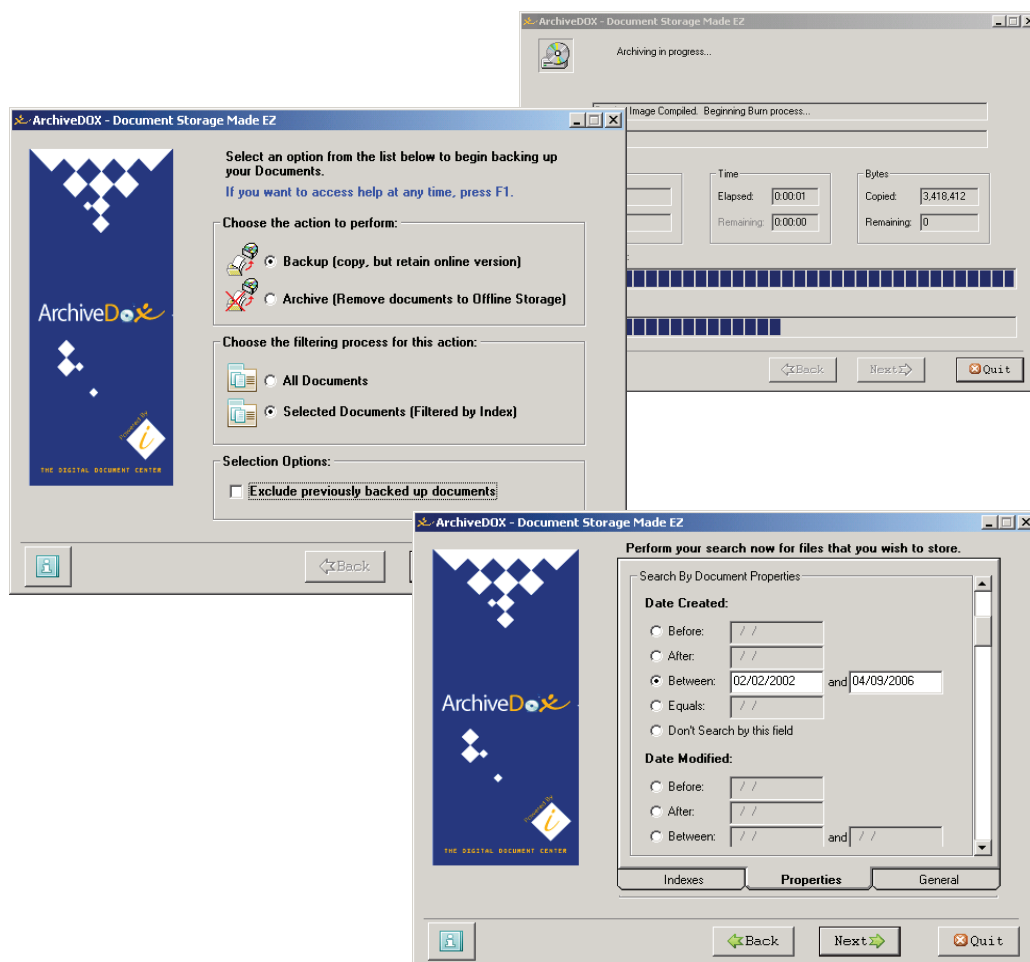 ArchiveDOX - Document Storage Made EZ
Archiving in progress...
Image Compiled. Beginning Burn process...
Time
Elapsed: 0:00:01
Remaining: 0:00:00
Bytes
Copied: 3,418,412
Remaining: 0
Back
Next
Quit
ArchiveDOX - Document Storage Made EZ
Select an option from the list below to begin backing up
your Documents.
If you want to access help at any time, press F1.
Choose the action to perform:
Backup (copy, but retain online version)
Archive (Remove documents to Offline Storage)
Choose the filtering process for this action:
All Documents
Selected Documents (Filtered by Index)
Selection Options:
Exclude previously backed up documents
ArchiveDox
Powered By
i
THE DIGITAL DOCUMENT CENTER
i
Back
ArchiveDOX - Document Storage Made EZ
Perform your search now for files that you wish to store.
Search By Document Properties
Date Created:
Before: / /
After: / /
Between: 02/02/2002 and 04/09/2006
Equals: / /
Don't Search by this field
Date Modified:
Before: / /
After: / /
Between: / / and / /
Indexes Properties General
ArchiveDox
Powered By
i
THE DIGITAL DOCUMENT CENTER
i
Back Next Quit